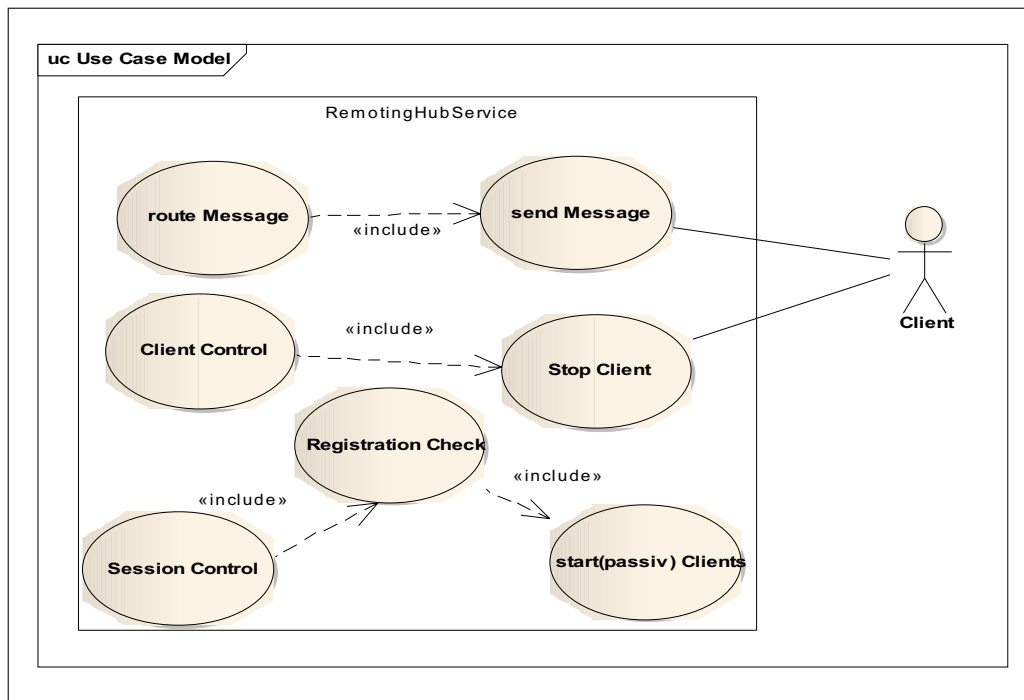 uc Use Case Model
RemotingHubService
route Message
«include»
send Message
Client
Client Control
«include»
Stop Client
Registration Check
«include»
«include»
Session Control
start(passiv) Clients